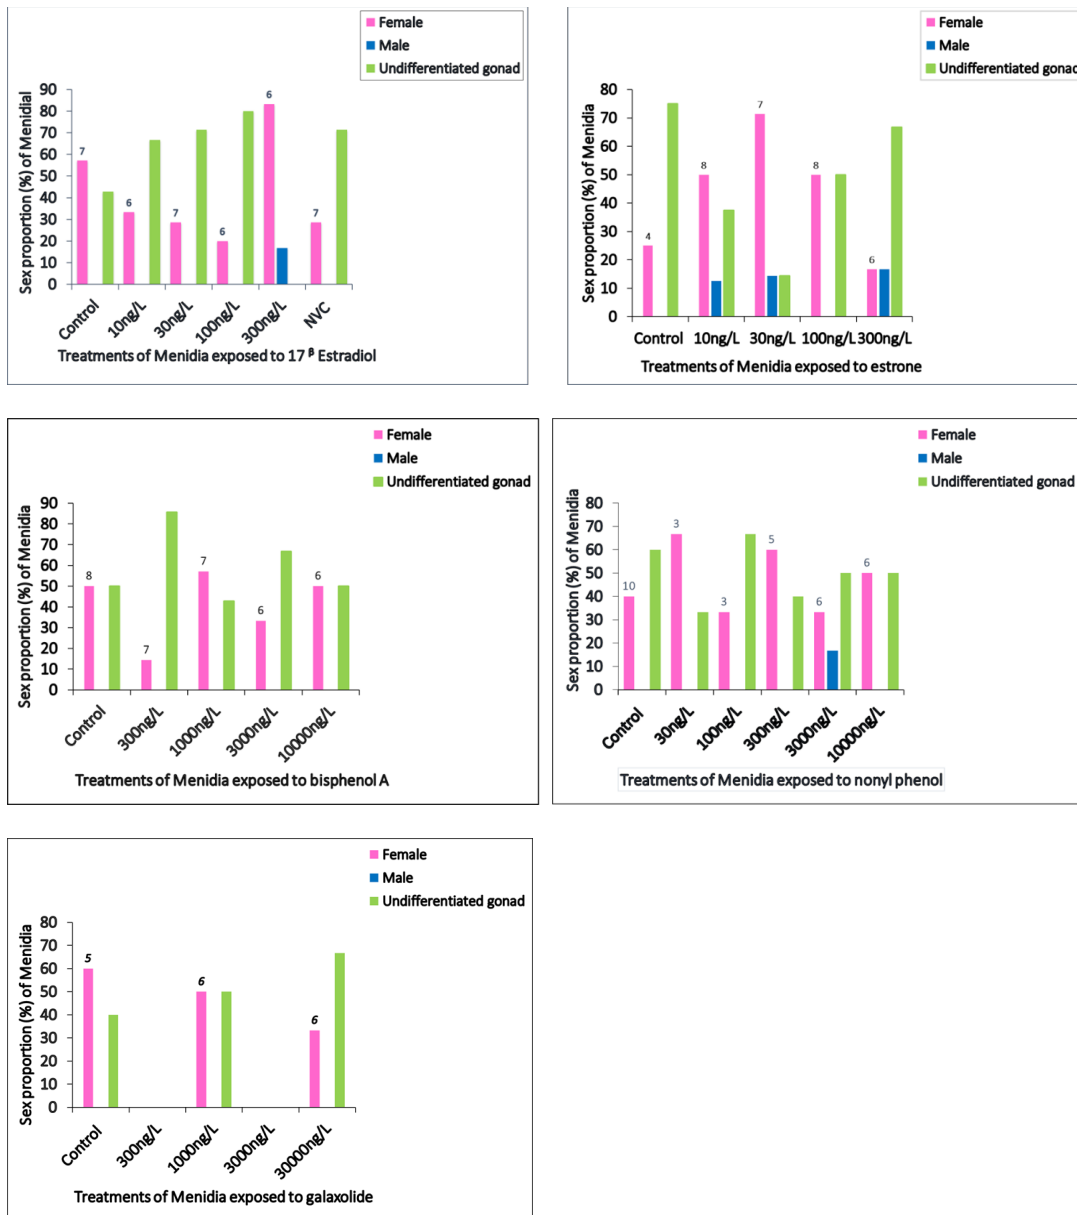 Female
Male
Undifferentiated gonad
Sex proportion (%) of Menidial
90
80
70
60
50
40
30
20
10
0
7
6
7
6
6
7
Control
10ng/L
30ng/L
100ng/L
300ng/L
NVC
Treatments of Menidia exposed to 17 β Estradiol
Female
Male
Undifferentiated gonad
Sex proportion (%) of Menidia
80
70
60
50
40
30
20
10
0
4
8
7
8
6
Control 10ng/L 30ng/L 100ng/L 300ng/L
Treatments of Menidia exposed to estrone
Female
Male
Undifferentiated gonad
Sex proportion (%) of Menidia
90
80
70
60
50
40
30
20
10
0
8
7
7
6
6
Control
300ng/L
1000ng/L
3000ng/L
10000ng/L
Treatments of Menidia exposed to bisphenol A
Female
Male
Undifferentiated gonad
Sex proportion (%) of Menidia
80
70
60
50
40
30
20
10
0
10
3
3
5
6
6
Control
30ng/L
100ng/L
300ng/L
3000ng/L
10000ng/L
Treatments of Menidia exposed to nonyl phenol
Female
Male
Undifferentiated gonad
Sex proportion (%) of Menidia
80
70
60
50
40
30
20
10
0
5
6
6
Control
300ng/L
1000ng/L
3000ng/L
30000ng/L
Treatments of Menidia exposed to galaxolide